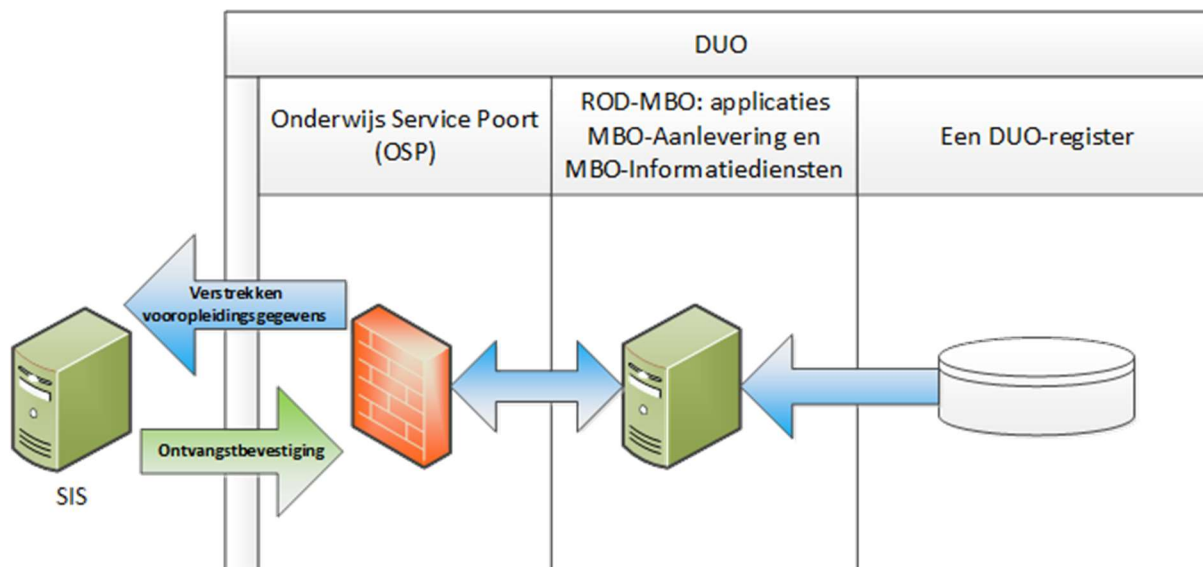 DUO
Onderwijs Service Poort
(OSP)
ROD-MBO: applicaties
MBO-Aanlevering en
MBO-Informatiediensten
Een DUO-register
Verstrekken
vooropleidingsgegevens
Ontvangstbevestiging
SIS